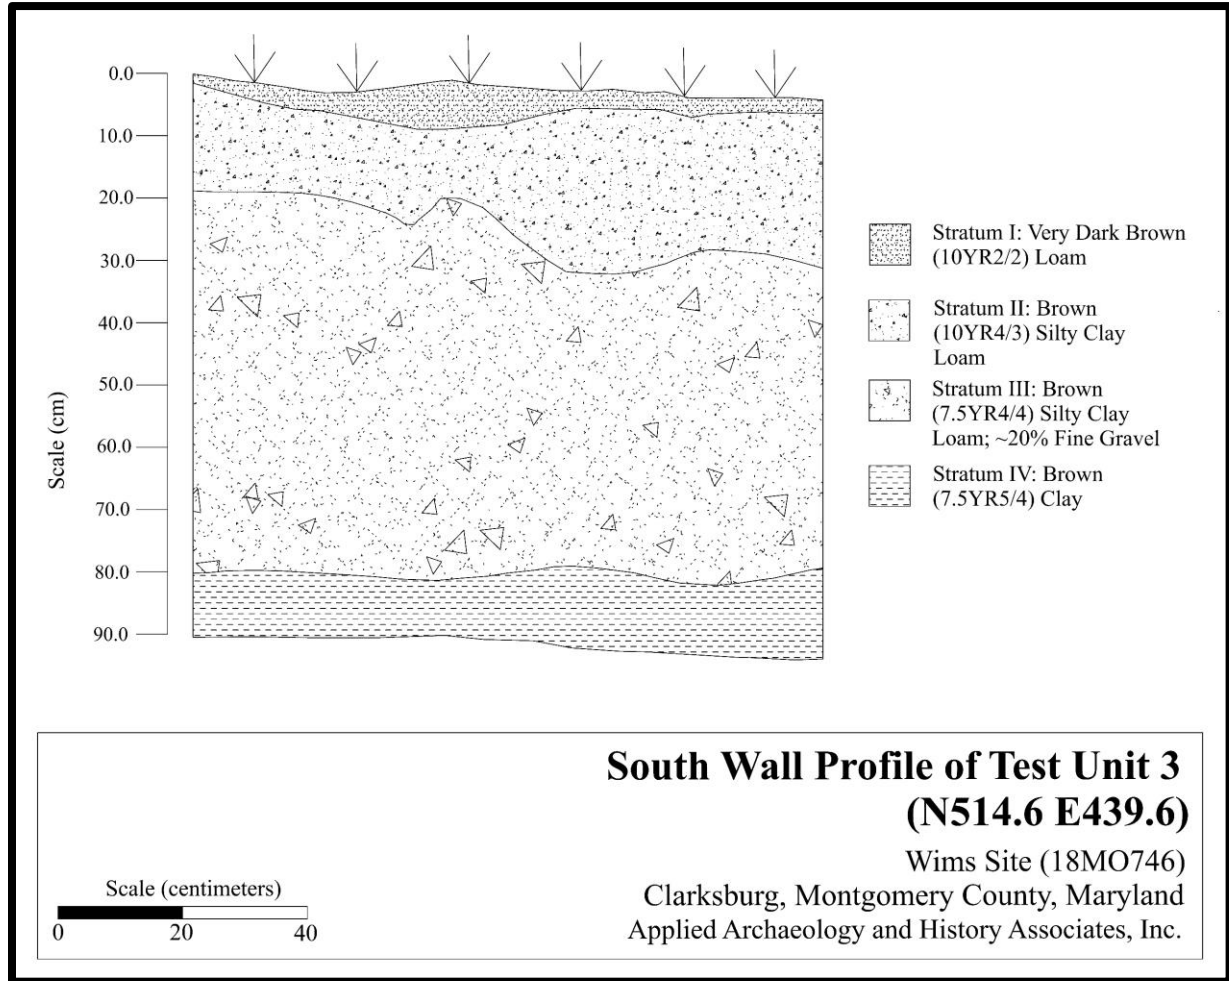 0.0
10.0
20.0
30.0
40.0
50.0
60.0
70.0
80.0
90.0
Scale (cm)
Stratum I: Very Dark Brown
(10YR2/2) Loam
Stratum II: Brown
(10YR4/3) Silty Clay
Loam
Stratum III: Brown
(7.5YR4/4) Silty Clay
Loam; ~20% Fine Gravel
Stratum IV: Brown
(7.5YR5/4) Clay
South Wall Profile of Test Unit 3
(N514.6 E439.6)
Wims Site (18MO746)
Clarksburg, Montgomery County, Maryland
Applied Archaeology and History Associates, Inc.
Scale (centimeters)
0 20 40